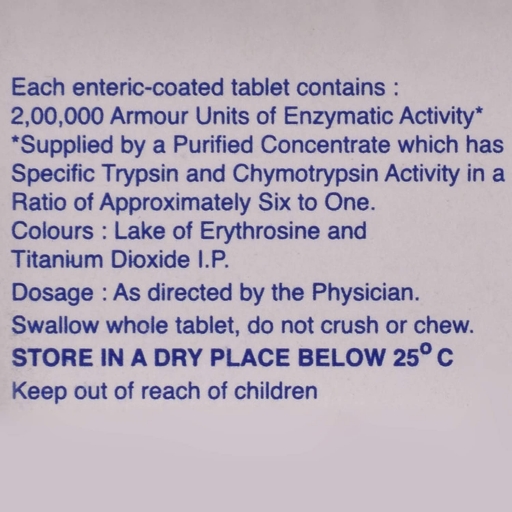 Each enteric-coated tablet contains :
2,00,000 Armour Units of Enzymatic Activity*
*Supplied by a Purified Concentrate which has
Specific Trypsin and Chymotrypsin Activity in a
Ratio of Approximately Six to One.
Colours : Lake of Erythrosine and
Titanium Dioxide I.P.
Dosage : As directed by the Physician.
Swallow whole tablet, do not crush or chew.
STORE IN A DRY PLACE BELOW 25⁰ C
Keep out of reach of children